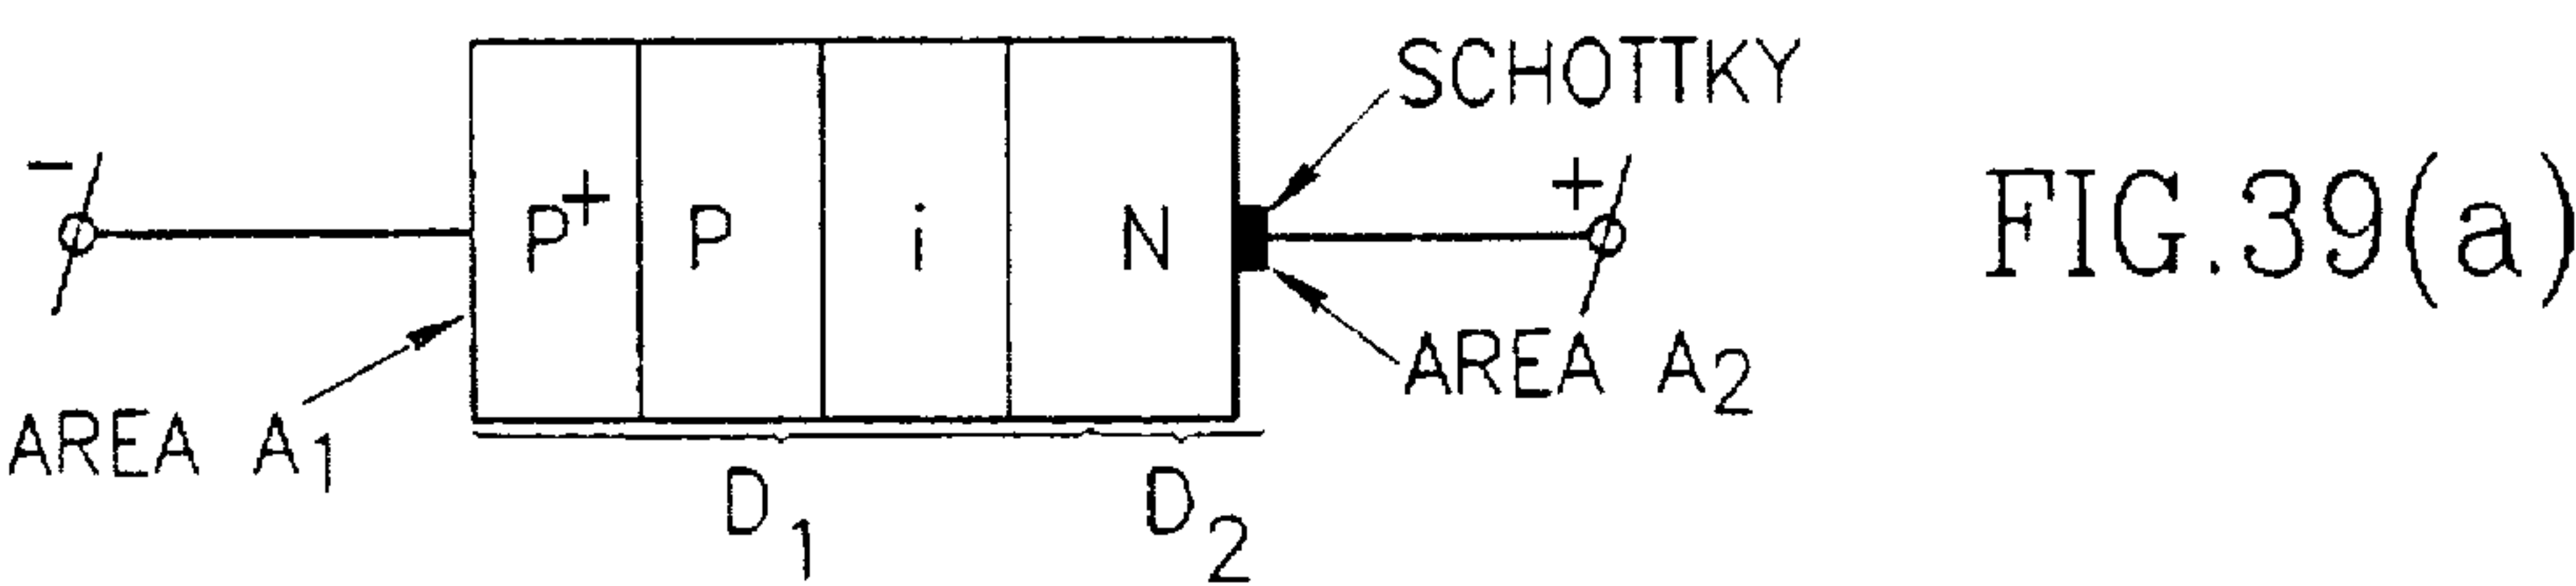 SCHOTTKY
- +
P+ P i N
FIG.39(a)
AREA A2
AREA A1
D1 D2